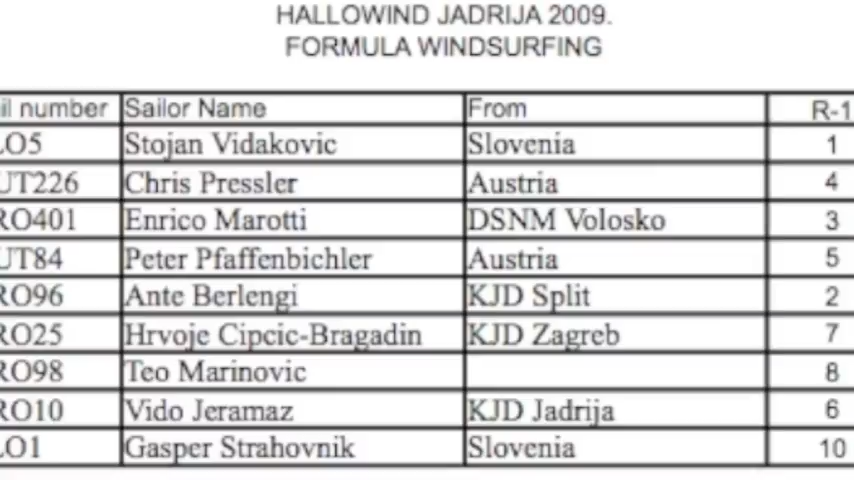 HALLOWIND JADRIJA 2009.
FORMULA WINDSURFING
il number Sailor Name From R-1
LO5 Stojan Vidakovic Slovenia 1
UT226 Chris Pressler Austria 4
RO401 Enrico Marotti DSNM Volosko 3
UT84 Peter Pfaffenbichler Austria 5
RO96 Ante Berlengi KJD Split 2
RO25 Hrvoje Cipcic-Bragadin KJD Zagreb 7
RO98 Teo Marinovic 8
RO10 Vido Jeramaz KJD Jadrija 6
LO1 Gasper Strahovnik Slovenia 10